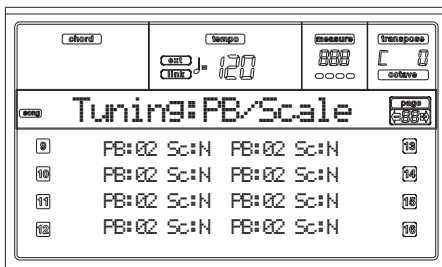 chord tempo measure transpose
ext link ♩= 120 888 C 0
octave
song Tuning:PB/Scale page 88
9 PB:02 Sc:N PB:02 Sc:N 13
10 PB:02 Sc:N PB:02 Sc:N 14
11 PB:02 Sc:N PB:02 Sc:N 15
12 PB:02 Sc:N PB:02 Sc:N 16